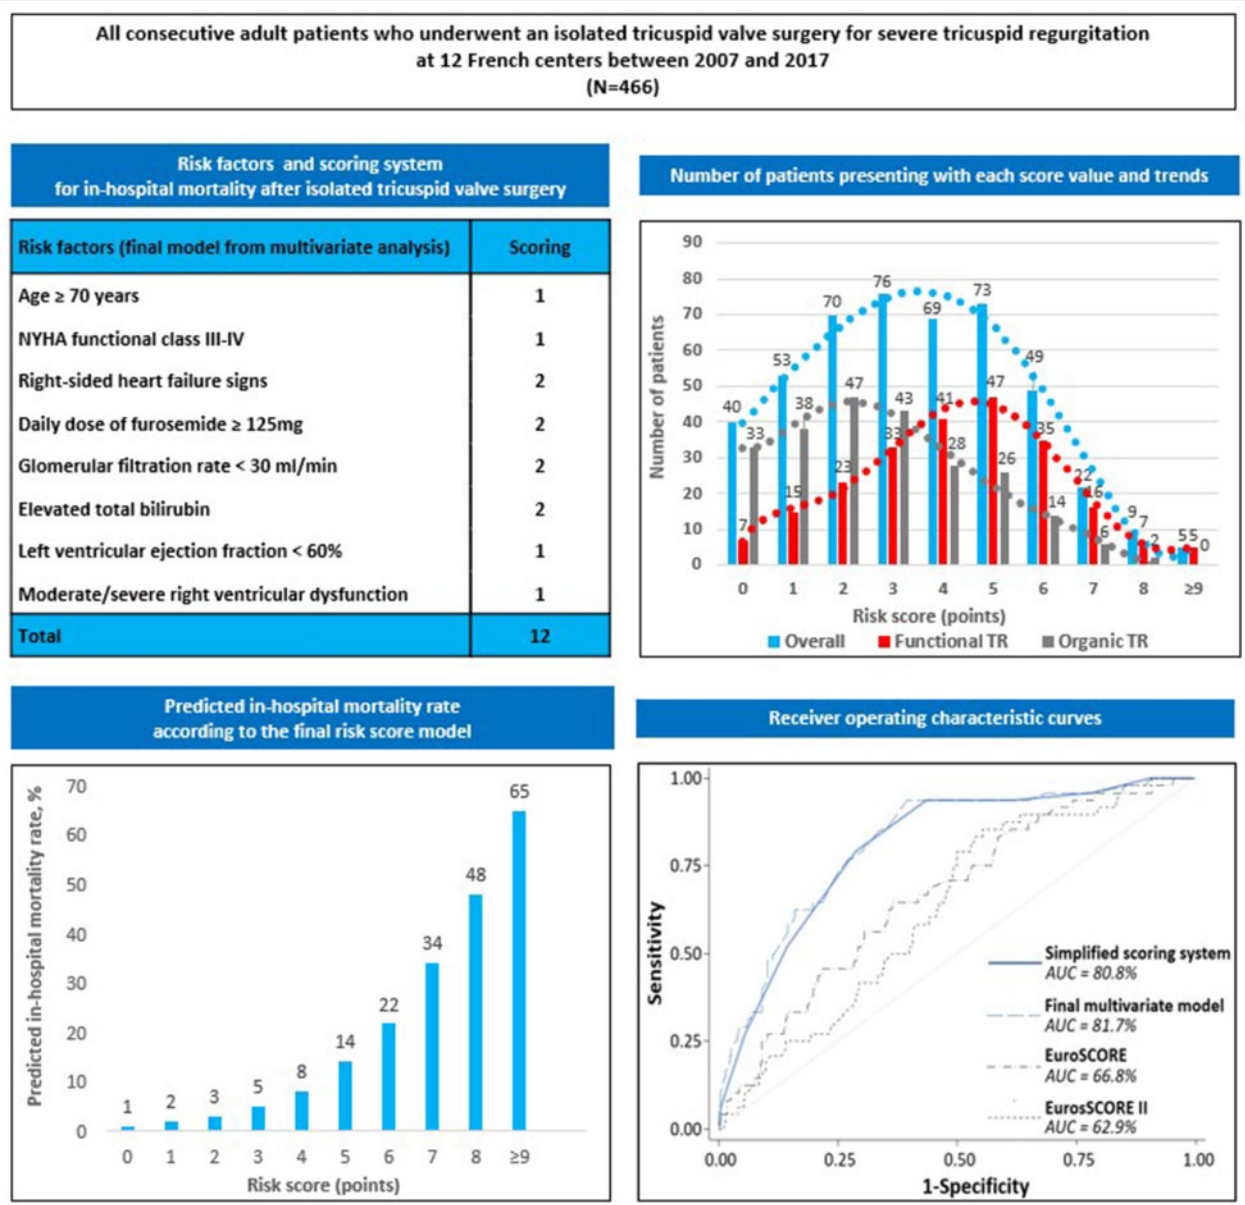 All consecutive adult patients who underwent an isolated tricuspid valve surgery for severe tricuspid regurgitation
at 12 French centers between 2007 and 2017
(N=466)
Risk factors and scoring system
for in-hospital mortality after isolated tricuspid valve surgery
Risk factors (final model from multivariate analysis) Scoring
Age ≥ 70 years 1
NYHA functional class III-IV 1
Right-sided heart failure signs 2
Daily dose of furosemide ≥ 125mg 2
Glomerular filtration rate < 30 ml/min 2
Elevated total bilirubin 2
Left ventricular ejection fraction < 60% 1
Moderate/severe right ventricular dysfunction 1
Total 12
Number of patients presenting with each score value and trends
Number of patients
90
80
70
60
50
40
30
20
10
0
40 7 33
53 15 38
70 23 47
76 33 43
69 41 28
73 47 26
49 35 14
22 16 6
9 7 2
5 5 0
0 1 2 3 4 5 6 7 8 ≥9
Risk score (points)
Overall Functional TR Organic TR
Predicted in-hospital mortality rate
according to the final risk score model
Predicted in-hospital mortality rate, %
70
60
50
40
30
20
10
0
1 2 3 5 8 14 22 34 48 65
0 1 2 3 4 5 6 7 8 ≥9
Risk score (points)
Receiver operating characteristic curves
Sensitivity
1.00
0.75
0.50
0.25
0.00
Simplified scoring system
AUC = 80.8%
Final multivariate model
AUC = 81.7%
EuroSCORE
AUC = 66.8%
EurosSCORE II
AUC = 62.9%
0.00 0.25 0.50 0.75 1.00
1-Specificity